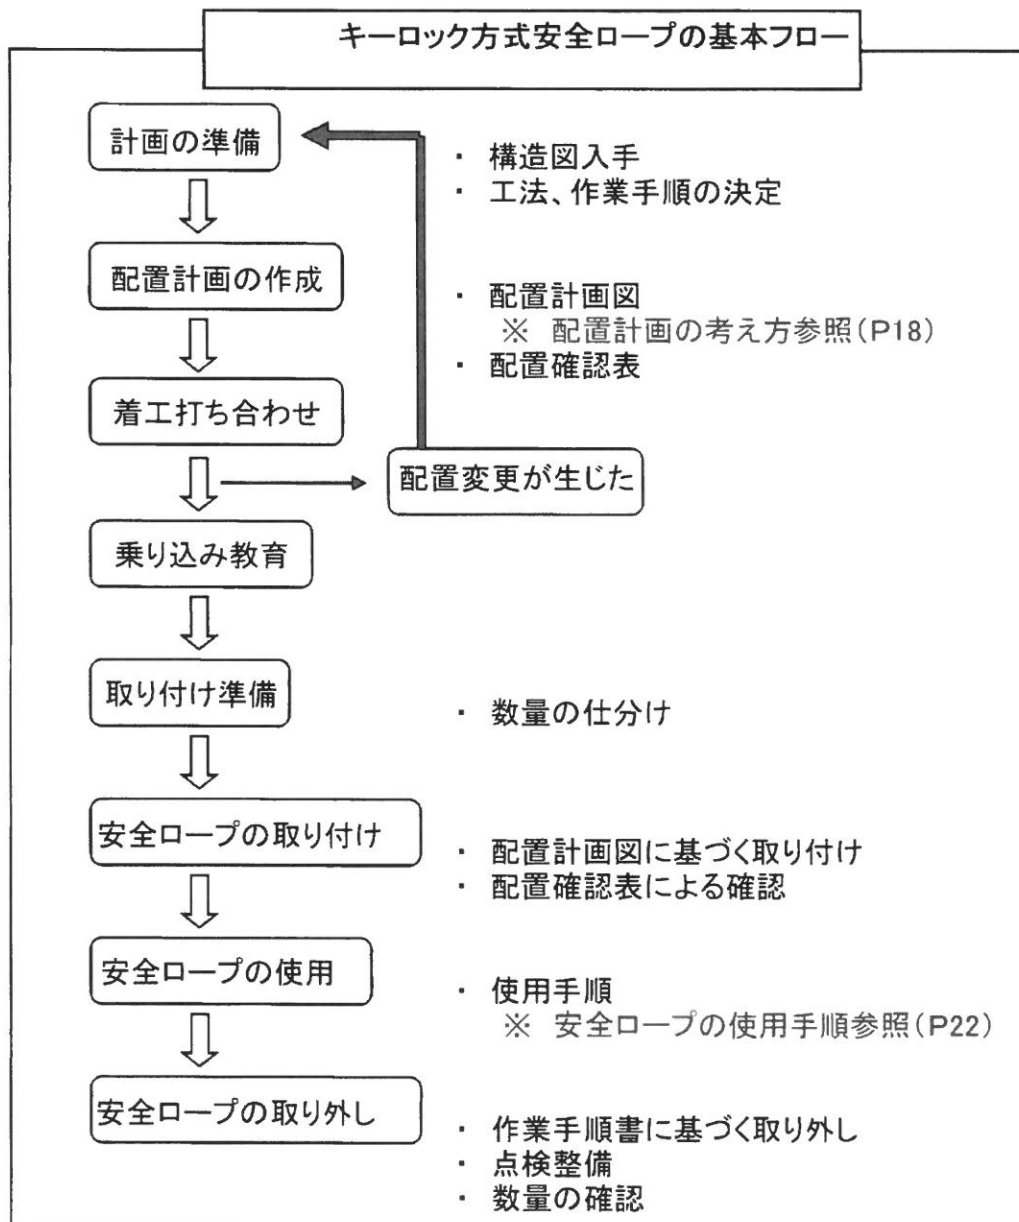 キーロック方式安全ロープの基本フロー
計画の準備
・ 構造図入手
・ 工法、作業手順の決定
配置計画の作成
・ 配置計画図
※ 配置計画の考え方参照(P18)
・ 配置確認表
着工打ち合わせ
配置変更が生じた
乗り込み教育
取り付け準備
・ 数量の仕分け
安全ロープの取り付け
・ 配置計画図に基づく取り付け
・ 配置確認表による確認
安全ロープの使用
・ 使用手順
※ 安全ロープの使用手順参照(P22)
安全ロープの取り外し
・ 作業手順書に基づく取り外し
・ 点検整備
・ 数量の確認